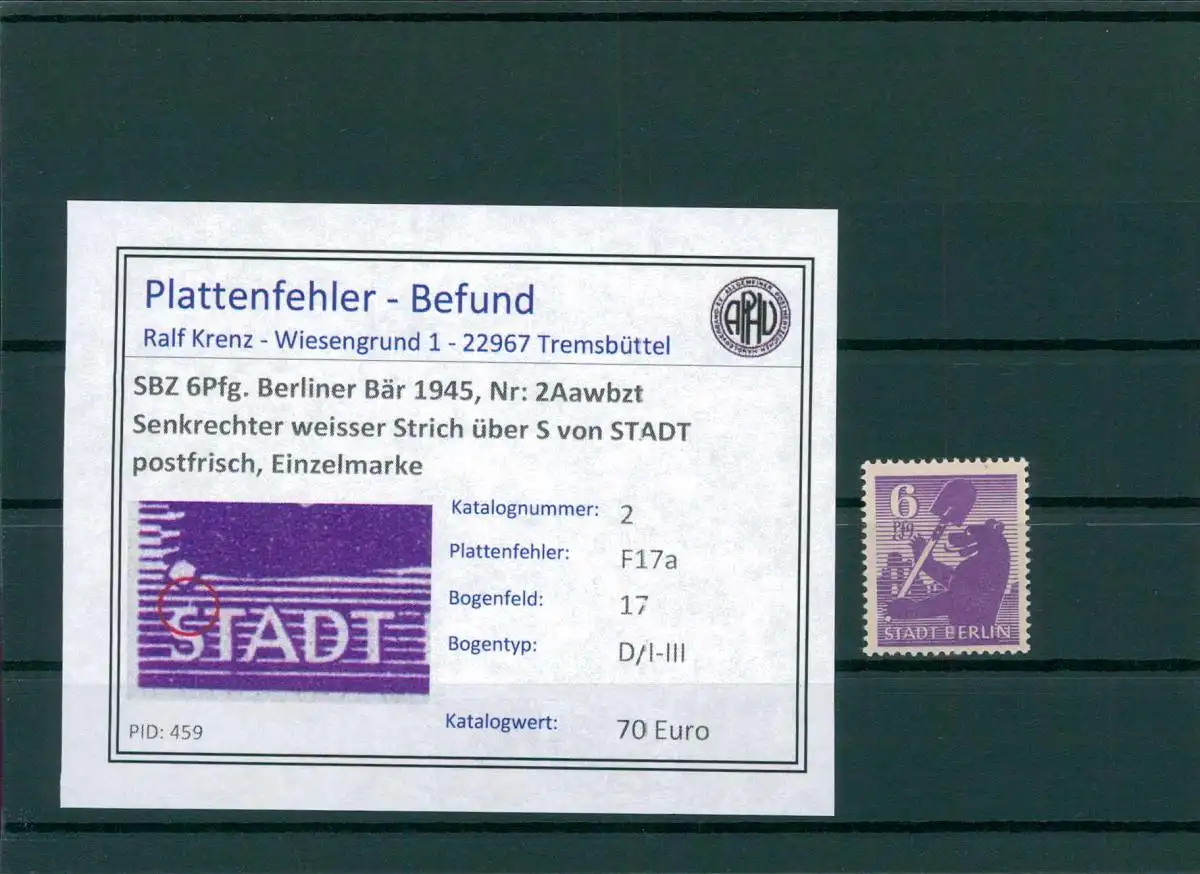 Plattenfehler - Befund
Ralf Krenz - Wiesengrund 1 - 22967 Tremsbüttel
APHV
SBZ 6Pfg. Berliner Bär 1945, Nr: 2Aawbzt
Senkrechter weisser Strich über S von STADT
postfrisch, Einzelmarke
STADT
Katalognummer: 2
Plattenfehler: F17a
Bogenfeld: 17
Bogentyp: D/I-III
Katalogwert: 70 Euro
PID: 459
6
Pfg
STADT BERLIN